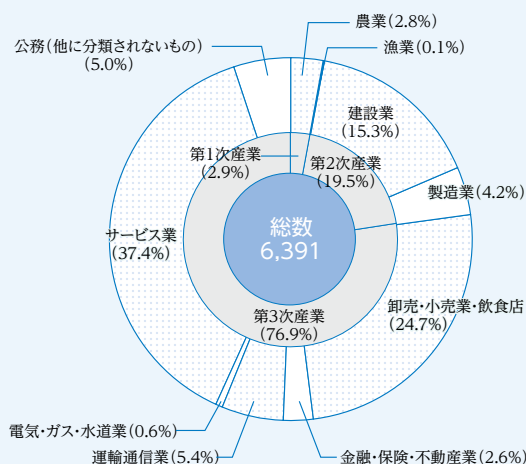 農業(2.8%)
漁業(0.1%)
公務(他に分類されないもの)
(5.0%)
建設業
(15.3%)
第1次産業
(2.9%)
第2次産業
(19.5%)
製造業(4.2%)
総数
6,391
サービス業
(37.4%)
卸売・小売業・飲食店
(24.7%)
第3次産業
(76.9%)
電気・ガス・水道業(0.6%)
運輸通信業(5.4%)
金融・保険・不動産業(2.6%)